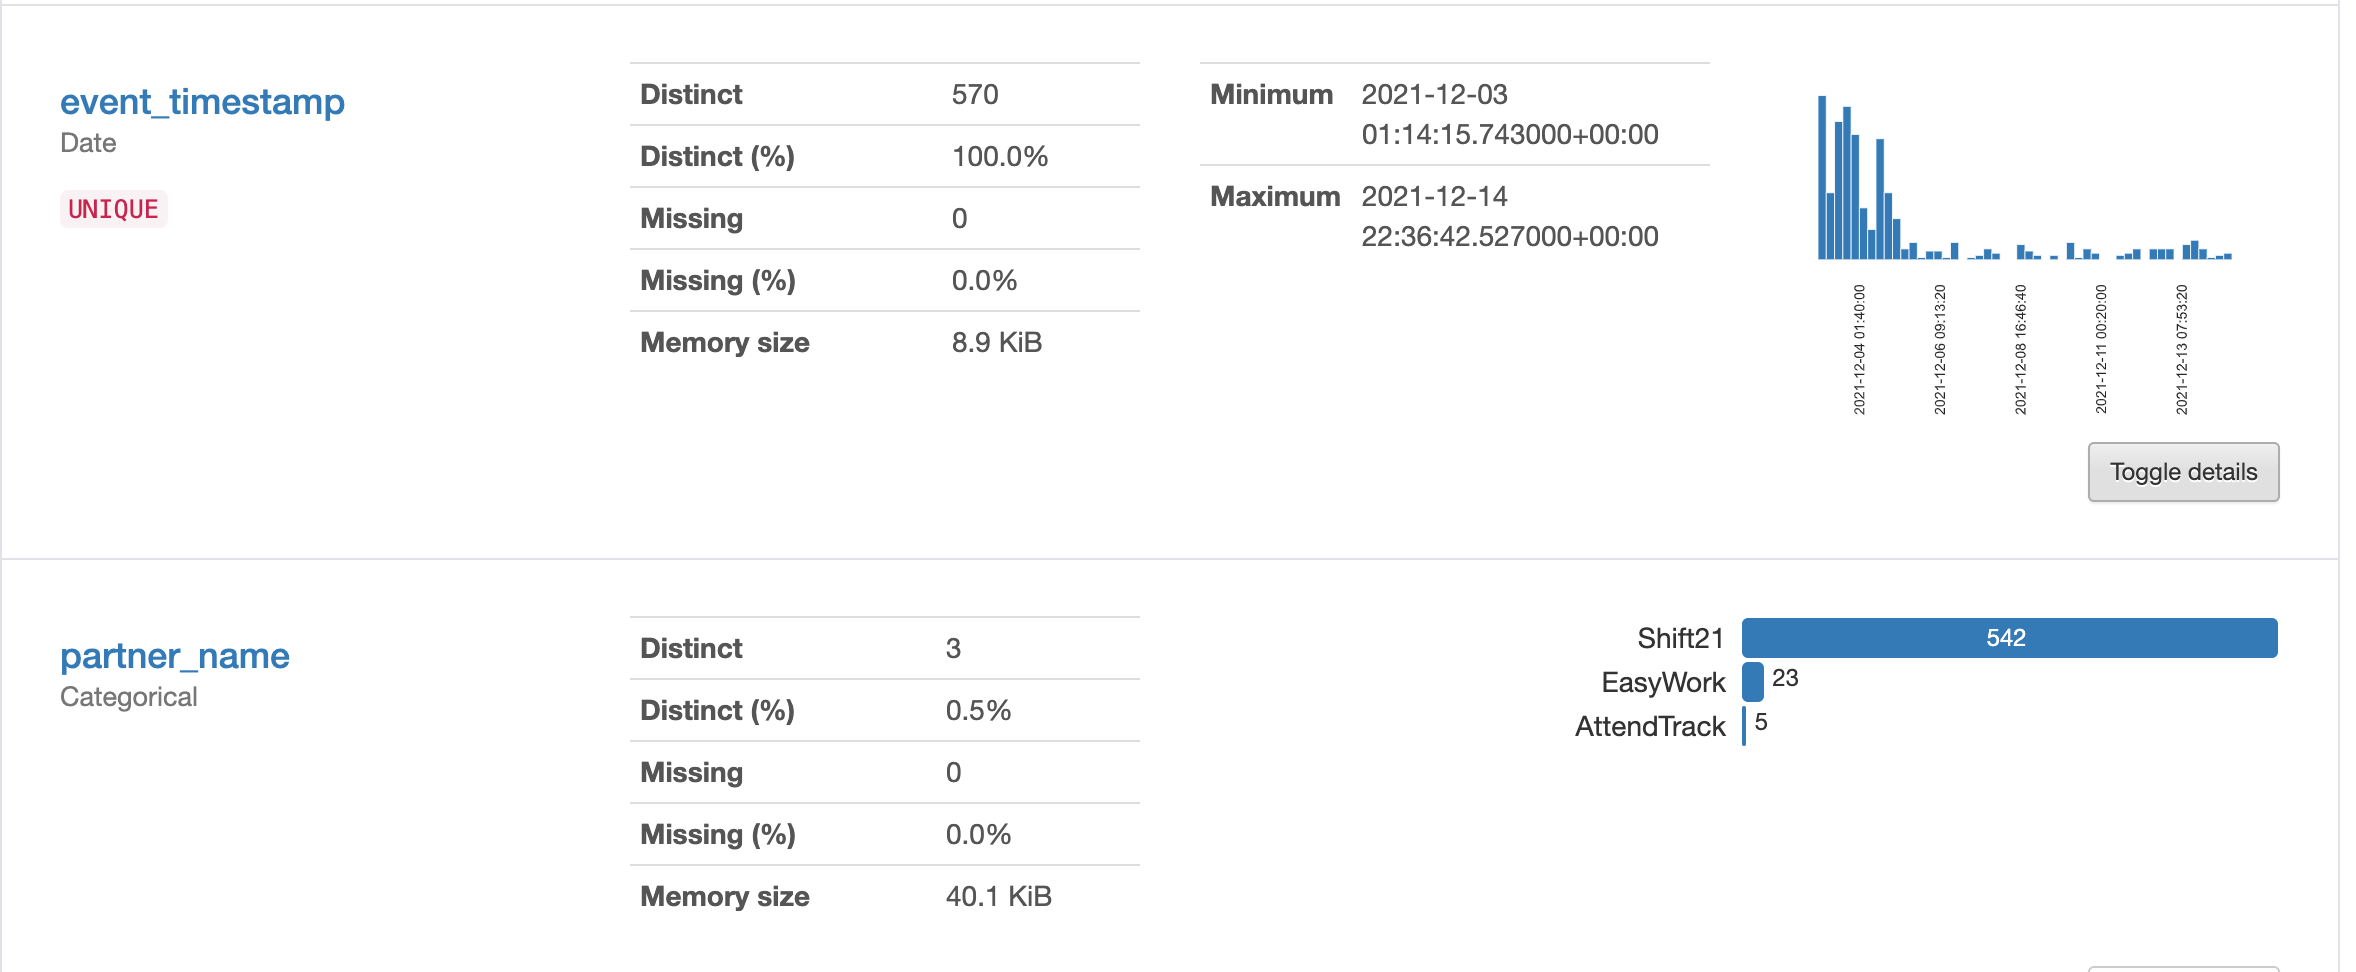 event_timestamp
Date
UNIQUE
Distinct 570
Distinct (%) 100.0%
Missing 0
Missing (%) 0.0%
Memory size 8.9 KiB
Minimum 2021-12-03
01:14:15.743000+00:00
Maximum 2021-12-14
22:36:42.527000+00:00
2021-12-04 01:40:00
2021-12-06 09:13:20
2021-12-08 16:46:40
2021-12-11 00:20:00
2021-12-13 07:53:20
Toggle details
partner_name
Categorical
Distinct 3
Distinct (%) 0.5%
Missing 0
Missing (%) 0.0%
Memory size 40.1 KiB
Shift21 542
EasyWork 23
AttendTrack 5